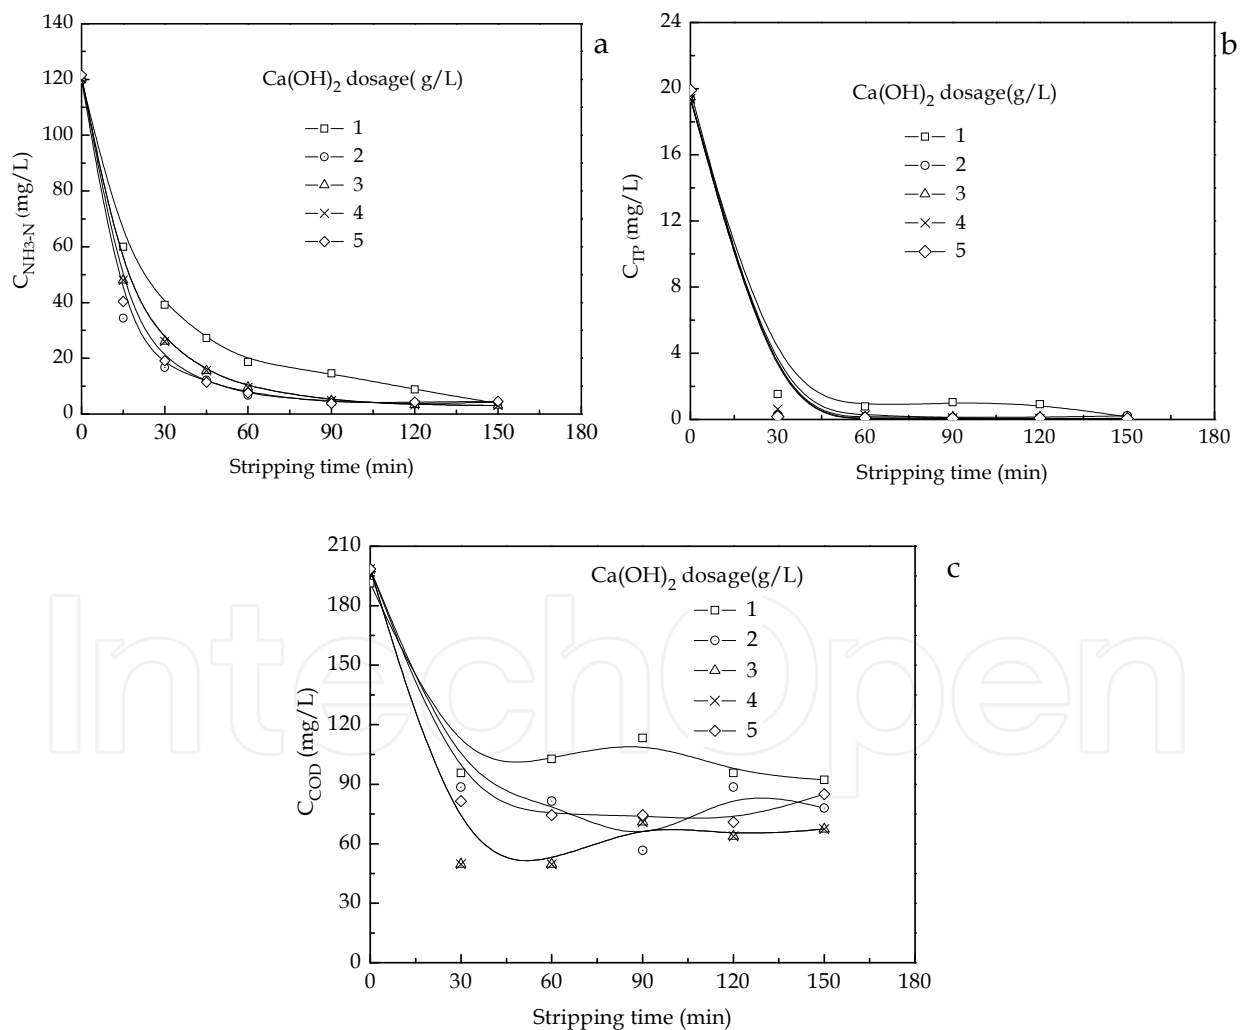 a
Ca(OH)2 dosage( g/L)
1
2
3
4
5
140
120
100
80
60
40
20
0
CNH3-N (mg/L)
0 30 60 90 120 150 180
Stripping time (min)
b
Ca(OH)2 dosage(g/L)
1
2
3
4
5
24
20
16
12
8
4
0
CTP (mg/L)
0 30 60 90 120 150 180
Stripping time (min)
c
Ca(OH)2 dosage(g/L)
1
2
3
4
5
210
180
150
120
90
60
30
0
CCOD (mg/L)
0 30 60 90 120 150 180
Stripping time (min)
IntechOpen